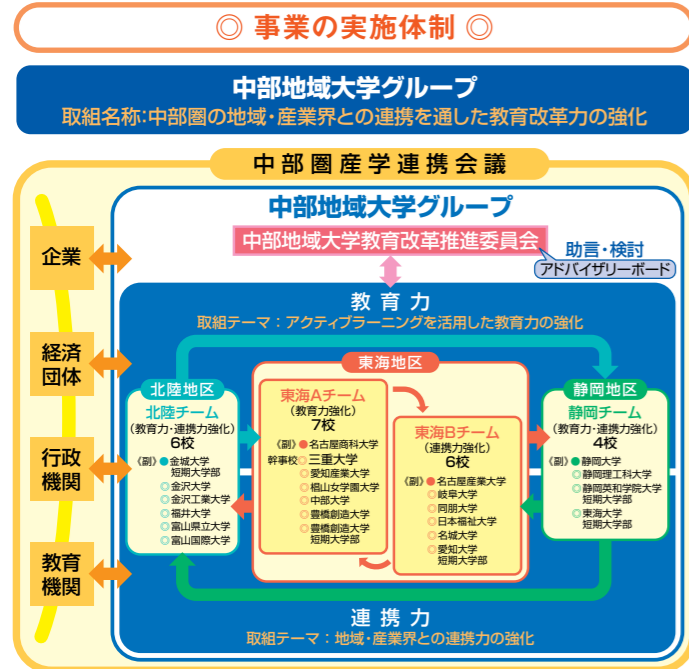 ◎ 事業の実施体制 ◎
中部地域大学グループ
取組名称:中部圏の地域・産業界との連携を通した教育改革力の強化
中部圏産学連携会議
中部地域大学グループ
中部地域大学教育改革推進委員会
助言・検討
アドバイザリーボード
企業
経済
団体
行政
機関
教育
機関
教育力
取組テーマ：アクティブラーニングを活用した教育力の強化
北陸地区
北陸チーム
(教育力・連携力強化)
6校
《副》●金城大学
短期大学部
◎金沢大学
◎金沢工業大学
◎福井大学
◎富山県立大学
◎富山国際大学
東海地区
東海Aチーム
(教育力強化)
7校
《副》●名古屋商科大学
幹事校◎三重大学
◎愛知産業大学
◎椙山女学園大学
◎中部大学
◎豊橋創造大学
◎豊橋創造大学
短期大学部
東海Bチーム
(連携力強化)
6校
《副》●名古屋産業大学
◎岐阜大学
◎同朋大学
◎日本福祉大学
◎名城大学
◎愛知大学
短期大学部
静岡地区
静岡チーム
(教育力・連携力強化)
4校
《副》●静岡大学
◎静岡理工科大学
◎静岡英和学院大学
短期大学部
◎東海大学
短期大学部
連携力
取組テーマ：地域・産業界との連携力の強化